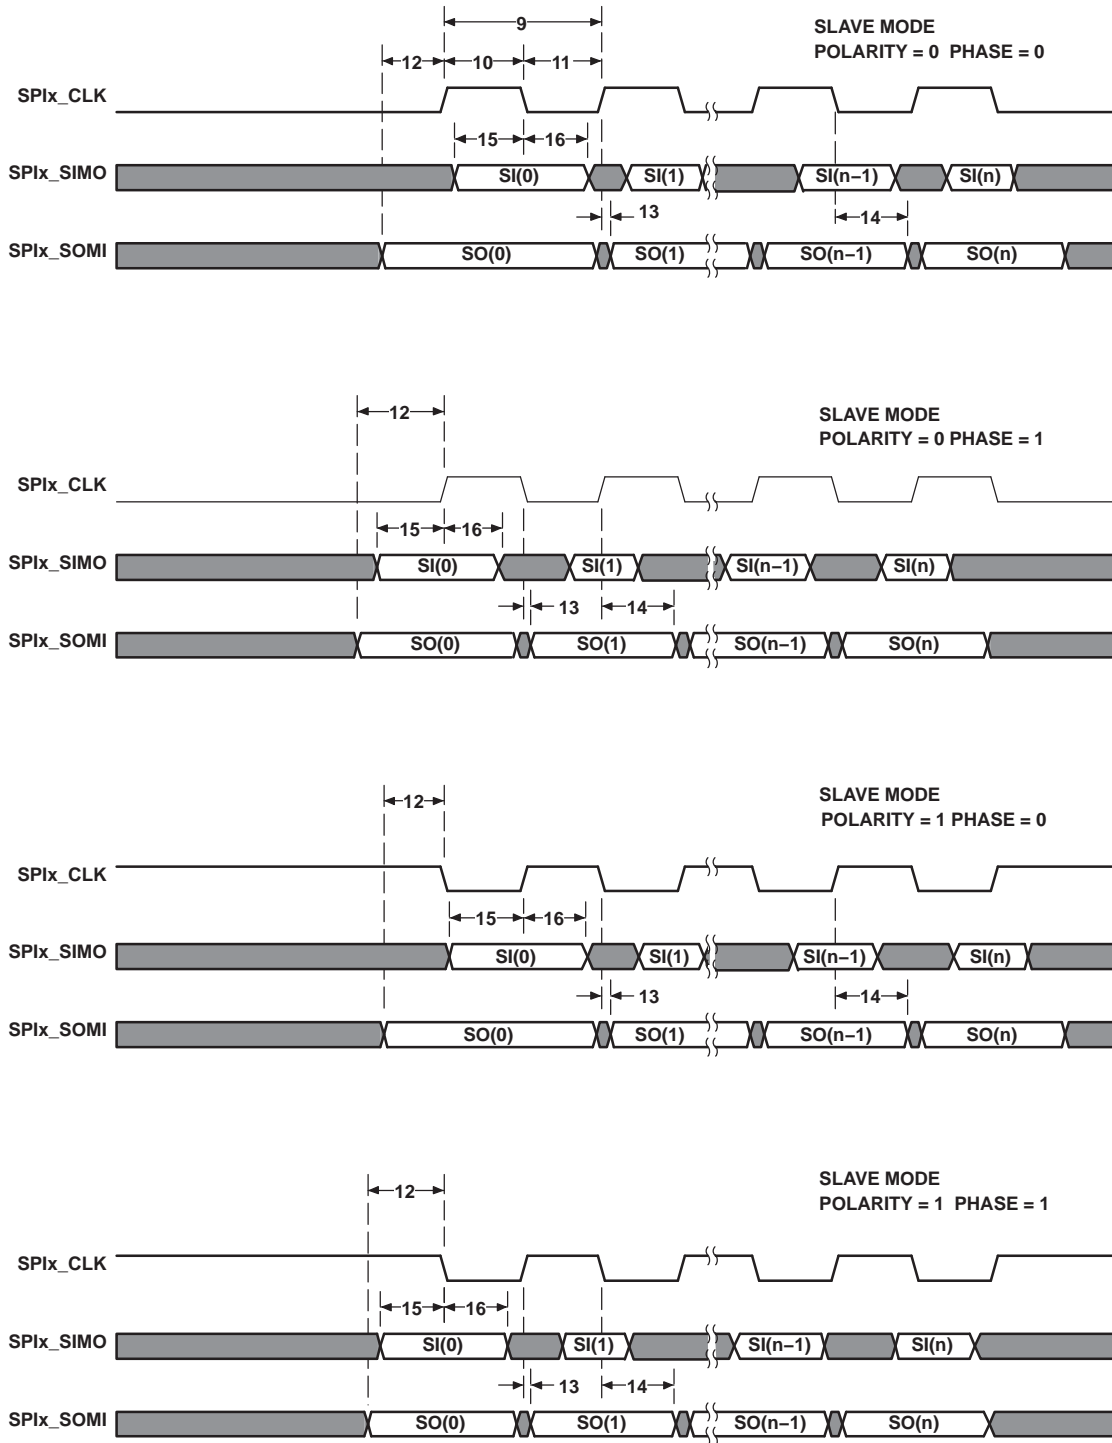 9
SLAVE MODE
12 10 11
POLARITY = 0 PHASE = 0
SPIx_CLK
15 16
SPIx_SIMO SI(0) SI(1) SI(n−1) SI(n)
13 14
SPIx_SOMI SO(0) SO(1) SO(n−1) SO(n)
12
SLAVE MODE
POLARITY = 0 PHASE = 1
SPIx_CLK
15 16
SPIx_SIMO SI(0) SI(1) SI(n−1) SI(n)
13 14
SPIx_SOMI SO(0) SO(1) SO(n−1) SO(n)
SLAVE MODE
12
POLARITY = 1 PHASE = 0
SPIx_CLK
15 16
SPIx_SIMO SI(0) SI(1) SI(n−1) SI(n)
13 14
SPIx_SOMI SO(0) SO(1) SO(n−1) SO(n)
SLAVE MODE
12
POLARITY = 1 PHASE = 1
SPIx_CLK
15 16
SPIx_SIMO SI(0) SI(1) SI(n−1) SI(n)
13 14
SPIx_SOMI SO(0) SO(1) SO(n−1) SO(n)